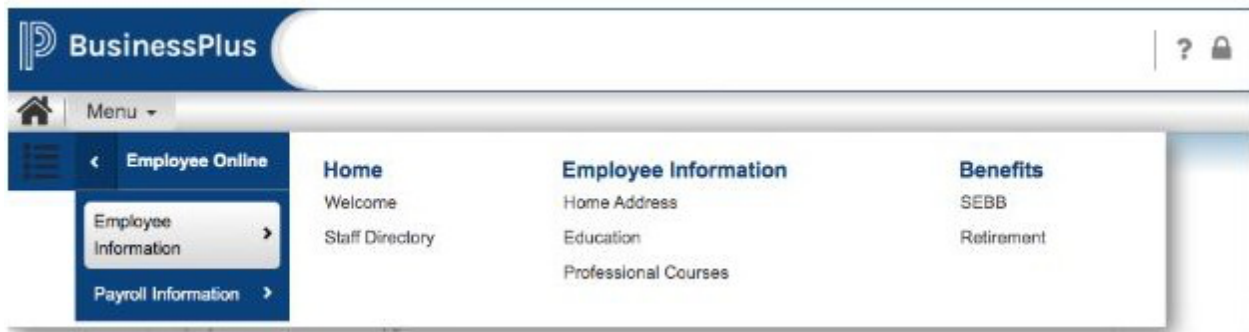 BusinessPlus
?
Menu
Employee Online
Employee
Information
Payroll Information
Home
Welcome
Staff Directory
Employee Information
Home Address
Education
Professional Courses
Benefits
SEBB
Retirement